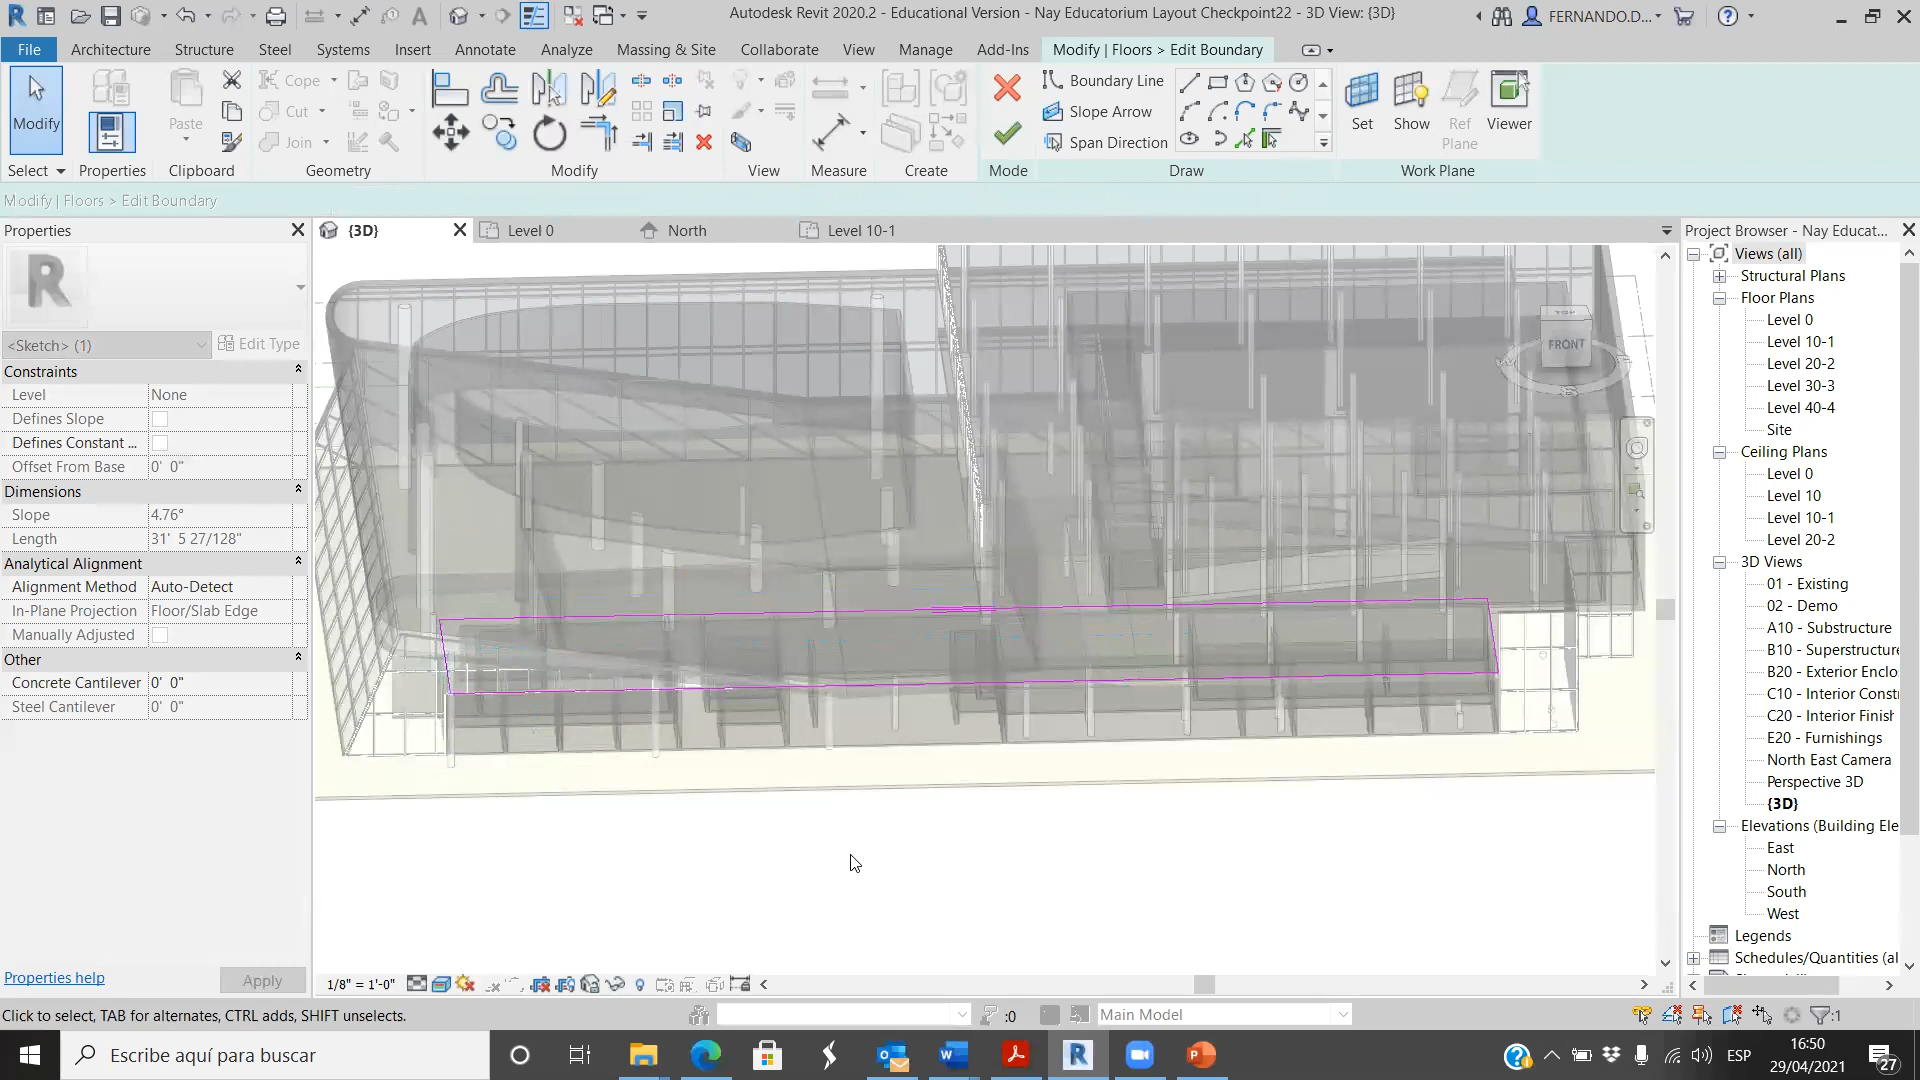 Autodesk Revit 2020.2 - Educational Version - Nay Educatorium Layout Checkpoint22 - 3D View: {3D}
FERNANDO.D...
File Architecture Structure Steel Systems Insert Annotate Analyze Massing & Site Collaborate View Manage Add-Ins Modify | Floors > Edit Boundary
Modify
Paste
Cope
Cut
Join
Boundary Line
Slope Arrow
Span Direction
Set Show Ref Plane Viewer
Select Properties Clipboard Geometry Modify View Measure Create Mode Draw Work Plane
Modify | Floors > Edit Boundary
Properties
{3D} Level 0 North Level 10-1
Project Browser - Nay Educat...
R
<Sketch> (1) Edit Type
Constraints
Level None
Defines Slope
Defines Constant ...
Offset From Base 0' 0"
Dimensions
Slope 4.76°
Length 31' 5 27/128"
Analytical Alignment
Alignment Method Auto-Detect
In-Plane Projection Floor/Slab Edge
Manually Adjusted
Other
Concrete Cantilever 0' 0"
Steel Cantilever 0' 0"
Properties help Apply
TOP
FRONT
Views (all)
Structural Plans
Floor Plans
Level 0
Level 10-1
Level 20-2
Level 30-3
Level 40-4
Site
Ceiling Plans
Level 0
Level 10
Level 10-1
Level 20-2
3D Views
01 - Existing
02 - Demo
A10 - Substructure
B10 - Superstructure
B20 - Exterior Enclo
C10 - Interior Const
C20 - Interior Finish
E20 - Furnishings
North East Camera
Perspective 3D
{3D}
Elevations (Building Ele
East
North
South
West
Legends
Schedules/Quantities (al
1/8" = 1'-0"
Click to select, TAB for alternates, CTRL adds, SHIFT unselects.
:0
Main Model
:1
Escribe aquí para buscar
ESP
16:50
29/04/2021
27